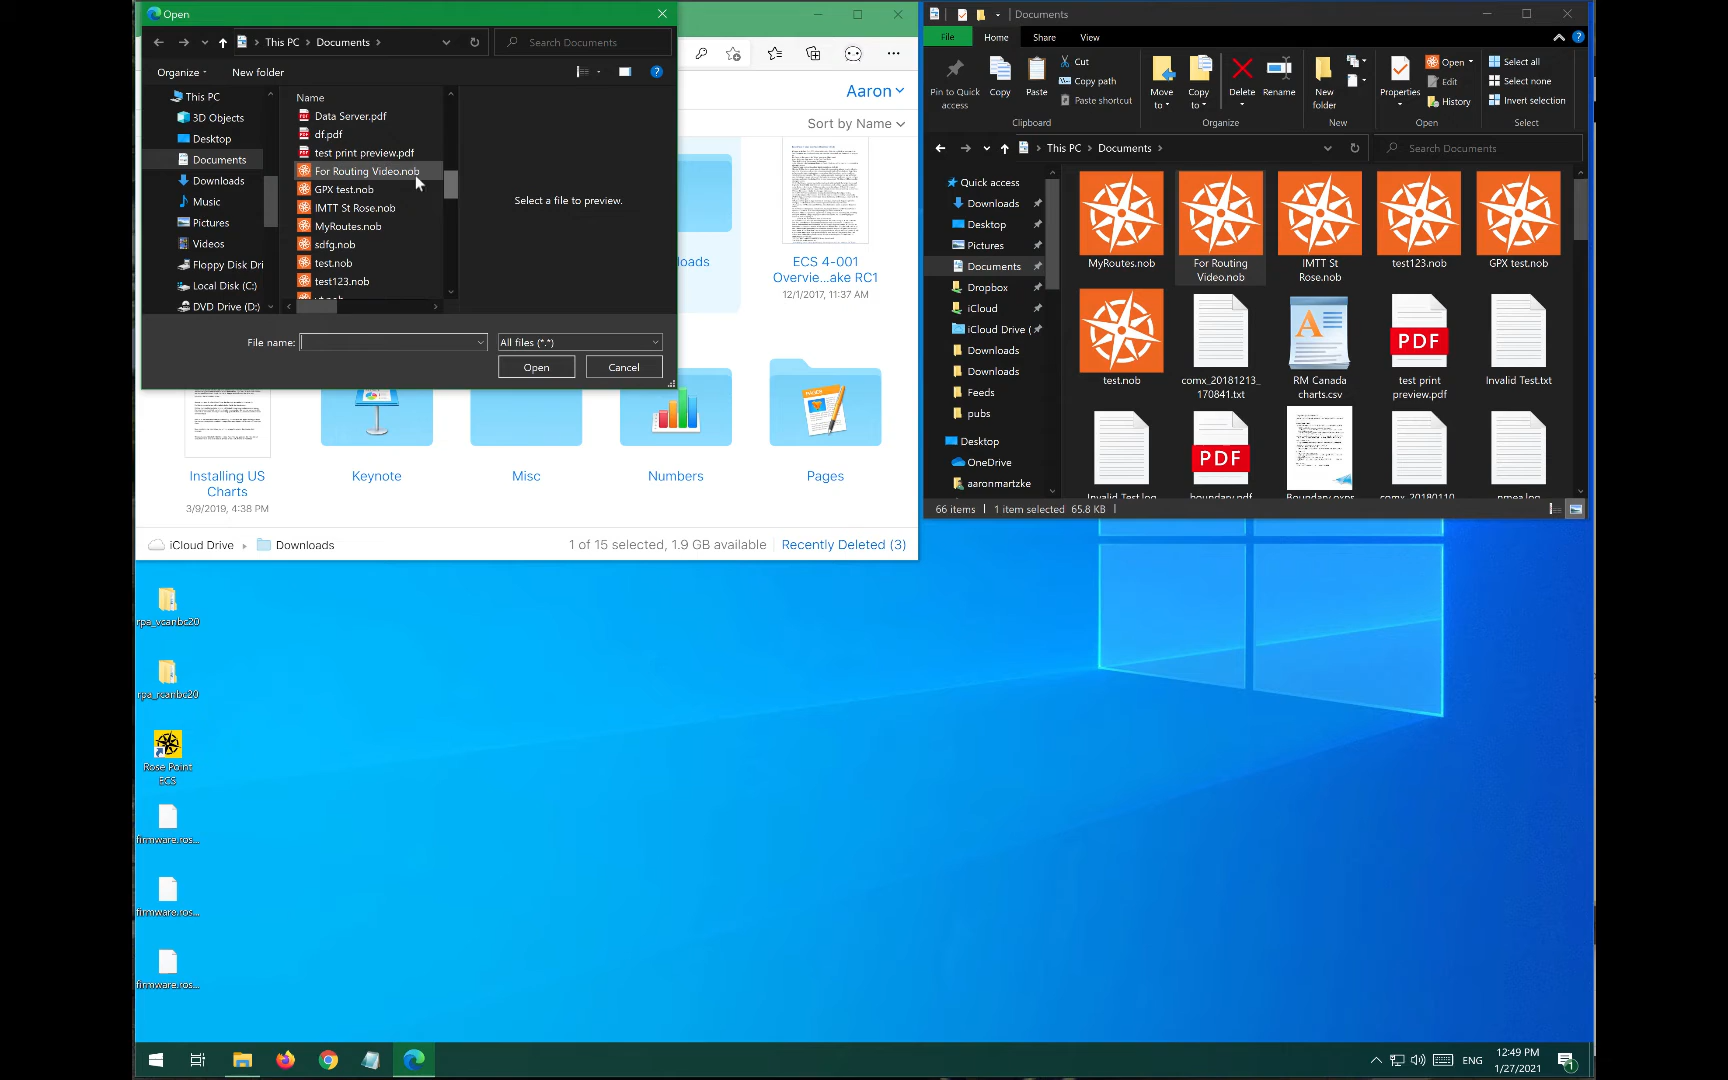 Open
This PC > Documents >
Search Documents
Organize
New folder
This PC
3D Objects
Desktop
Documents
Downloads
Music
Pictures
Videos
Floppy Disk Dri
Local Disk (C:)
DVD Drive (D:)
Name
Data Server.pdf
df.pdf
test print preview.pdf
For Routing Video.nob
GPX test.nob
IMTT St Rose.nob
MyRoutes.nob
sdfg.nob
test.nob
test123.nob
Select a file to preview.
File name:
All files (*.*)
Open
Cancel
Aaron
Sort by Name
ECS 4-001
Overvie...ake RC1
12/1/2017, 11:37 AM
Installing US
Charts
3/9/2019, 4:38 PM
Keynote
Misc
Numbers
Pages
iCloud Drive
Downloads
1 of 15 selected, 1.9 GB available
Recently Deleted (3)
Documents
File
Home
Share
View
Pin to Quick
access
Copy
Paste
Cut
Copy path
Paste shortcut
Clipboard
Move
to
Copy
to
Delete
Rename
Organize
New
folder
New
Properties
Open
Edit
History
Open
Select all
Select none
Invert selection
Select
This PC > Documents >
Search Documents
Quick access
Downloads
Desktop
Pictures
Documents
Dropbox
iCloud
iCloud Drive (
Downloads
Downloads
Feeds
pubs
Desktop
OneDrive
aaronmartzke
MyRoutes.nob
For Routing
Video.nob
IMTT St
Rose.nob
test123.nob
GPX test.nob
test.nob
comx_20181213_
170841.txt
RM Canada
charts.csv
PDF
test print
preview.pdf
Invalid Test.txt
Invalid Test.log
PDF
boundary.pdf
Boundary.oxps
comx_20180110
nmea.log
66 items
1 item selected 65.8 KB
rpa_vcanbc20
rpa_rcanbc20
Rose Point
ECS
firmware.ros...
firmware.ros...
firmware.ros...
ENG
12:49 PM
1/27/2021
1